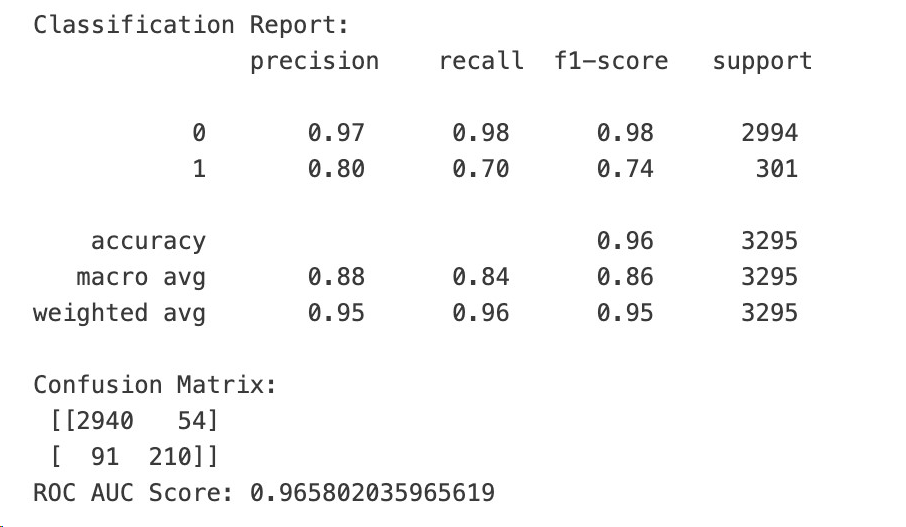 Classification Report:
precision recall f1-score support
0 0.97 0.98 0.98 2994
1 0.80 0.70 0.74 301
accuracy 0.96 3295
macro avg 0.88 0.84 0.86 3295
weighted avg 0.95 0.96 0.95 3295
Confusion Matrix:
[[2940 54]
[ 91 210]]
ROC AUC Score: 0.965802035965619